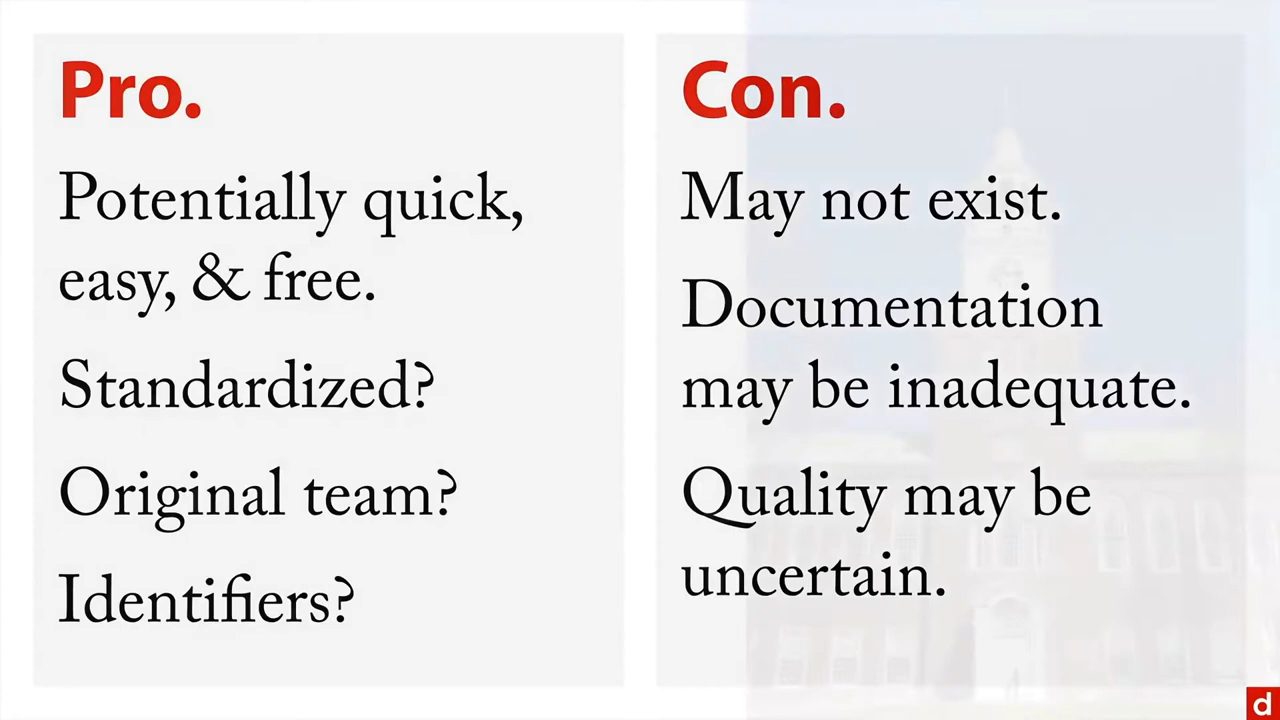 Pro.
Potentially quick,
easy, & free.
Standardized?
Original team?
Identifiers?
Con.
May not exist.
Documentation
may be inadequate.
Quality may be
uncertain.
d